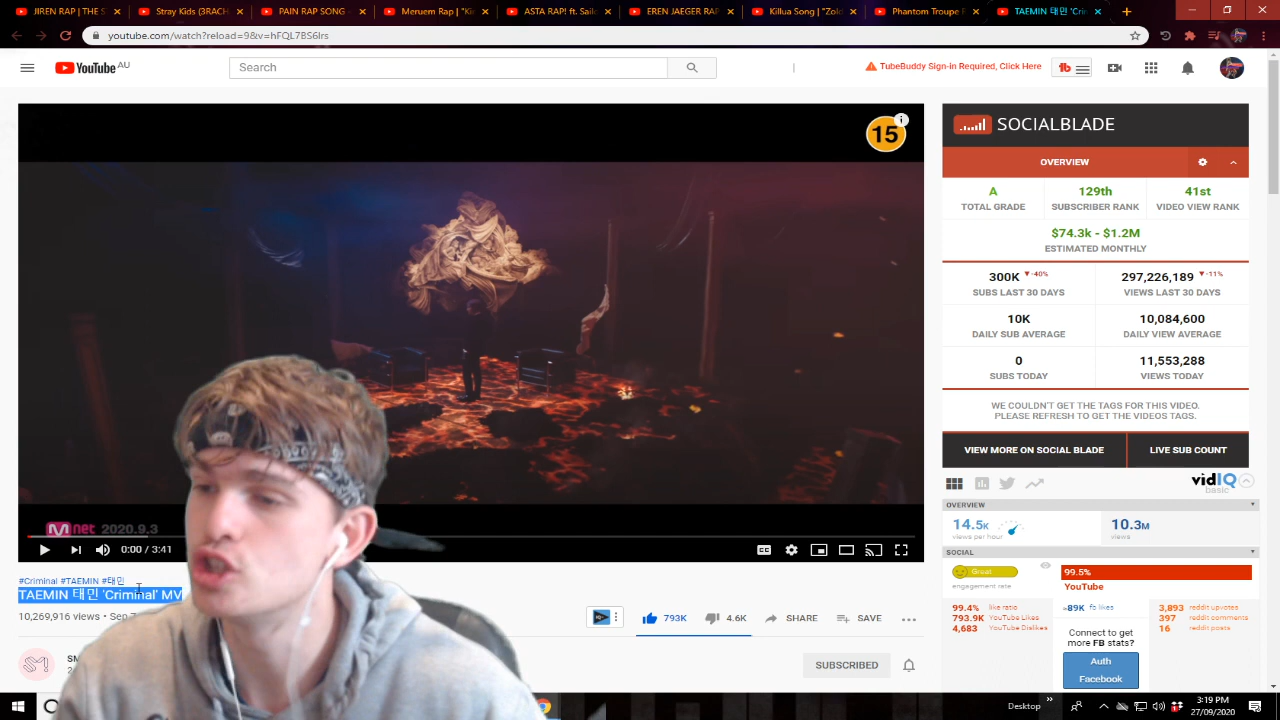 JIREN RAP | "THE S
Stray Kids (3RACH
PAIN RAP SONG
Meruem Rap | "Ki
ASTA RAP! ft. Saile
EREN JAEGER RAP
Killua Song | "Zold
Phantom Troupe R
TAEMIN 태민 'Cri
youtube.com/watch?reload=9&v=hFQL7BS6lrs
YouTube AU
Search
TubeBuddy Sign-in Required, Click Here
tb
15
SOCIALBLADE
OVERVIEW
A 129th 41st
TOTAL GRADE SUBSCRIBER RANK VIDEO VIEW RANK
$74.3k - $1.2M
ESTIMATED MONTHLY
300K -40% 297,226,189 -11%
SUBS LAST 30 DAYS VIEWS LAST 30 DAYS
10K 10,084,600
DAILY SUB AVERAGE DAILY VIEW AVERAGE
0 11,553,288
SUBS TODAY VIEWS TODAY
WE COULDN'T GET THE TAGS FOR THIS VIDEO.
PLEASE REFRESH TO GET THE VIDEOS TAGS.
VIEW MORE ON SOCIAL BLADE LIVE SUB COUNT
vidIQ
basic
OVERVIEW
14.5K 10.3M
views per hour views
SOCIAL
Great 99.5%
engagement rate YouTube
99.4% like ratio
793.9K YouTube Likes
4,683 YouTube Dislikes
89K fb likes
Connect to get
more FB stats?
Auth
Facebook
3,893 reddit upvotes
397 reddit comments
16 reddit posts
Mnet 2020.9.3
0:00 / 3:41
CC
#Criminal #TAEMIN #태민
TAEMIN 태민 'Criminal' MV
10,269,916 views • Sep
793K 4.6K SHARE SAVE
SM
SUBSCRIBED
Desktop
3:19 PM
27/09/2020